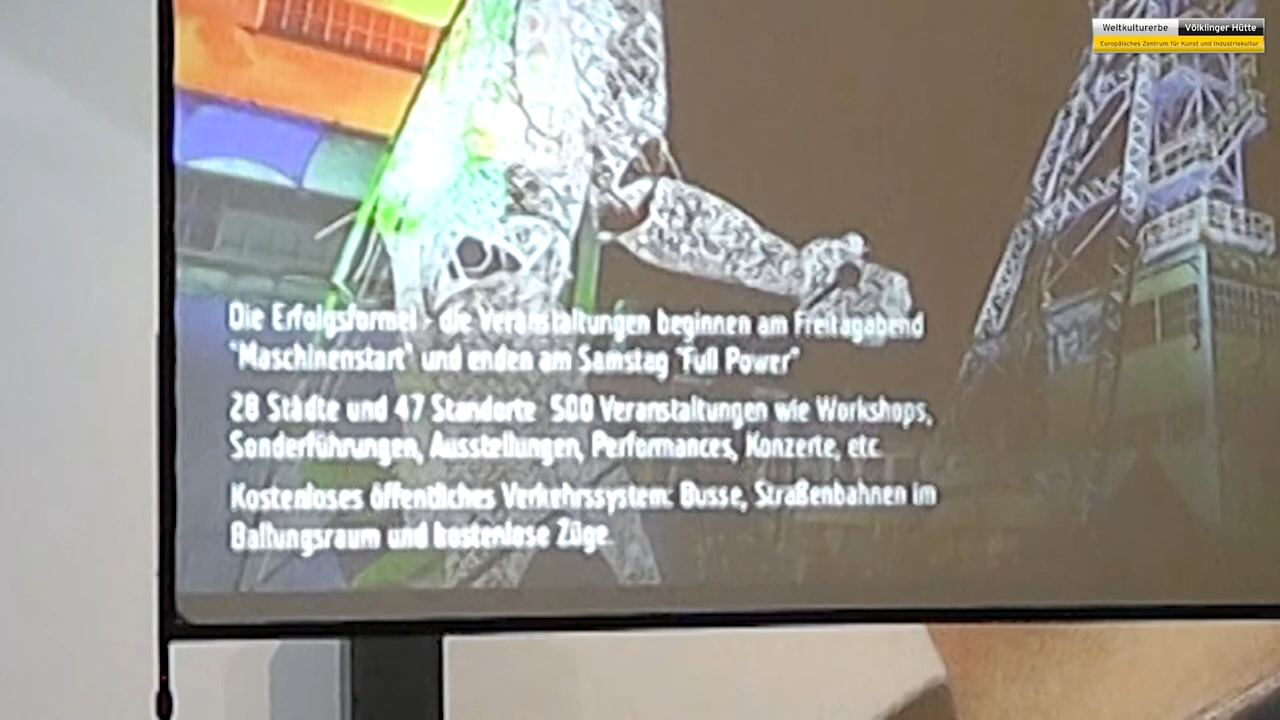 Weltkulturerbe Völklinger Hütte
Europäisches Zentrum für Kunst und Industriekultur
Die Erfolgsformel - die Veranstaltungen beginnen am Freitagabend
"Maschinenstart" und enden am Samstag "Full Power"
28 Städte und 47 Standorte 500 Veranstaltungen wie Workshops,
Sonderführungen, Ausstellungen, Performances, Konzerte, etc.
Kostenloses öffentliches Verkehrssystem: Busse, Straßenbahnen im
Ballungsraum und kostenlose Züge.